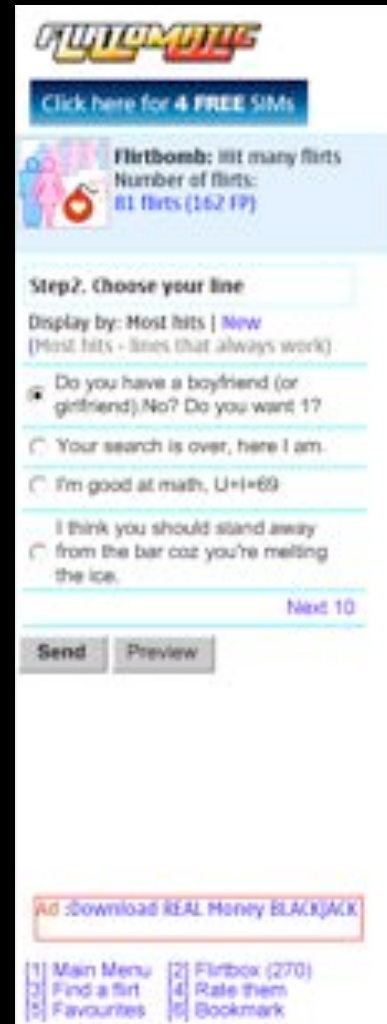 FLIRTOMATIC
Click here for 4 FREE SIMs
Flirtbomb: Hit many flirts
Number of flirts:
81 flirts (162 FP)
Step2. Choose your line
Display by: Most hits | New
(Most hits - lines that always work)
Do you have a boyfriend (or
girlfriend).No? Do you want 1?
Your search is over, here I am.
I'm good at math, U+I=69
I think you should stand away
from the bar coz you're melting
the ice.
Next 10
Send Preview
Ad :Download REAL Money BLACKJACK
[1] Main Menu [2] Flirtbox (270)
[3] Find a flirt [4] Rate them
[5] Favourites [6] Bookmark